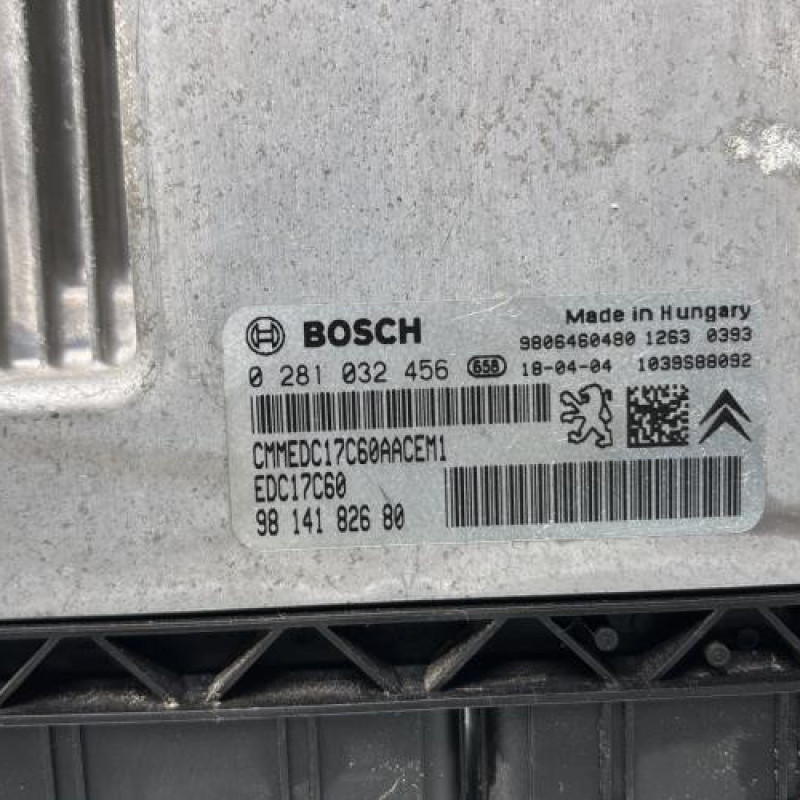 BOSCH
Made in Hungary
9806460480 1263 0393
0 281 032 456 658 18-04-04 1039S88092
CMMEDC17C60AACEM1
EDC17C60
98 141 826 80